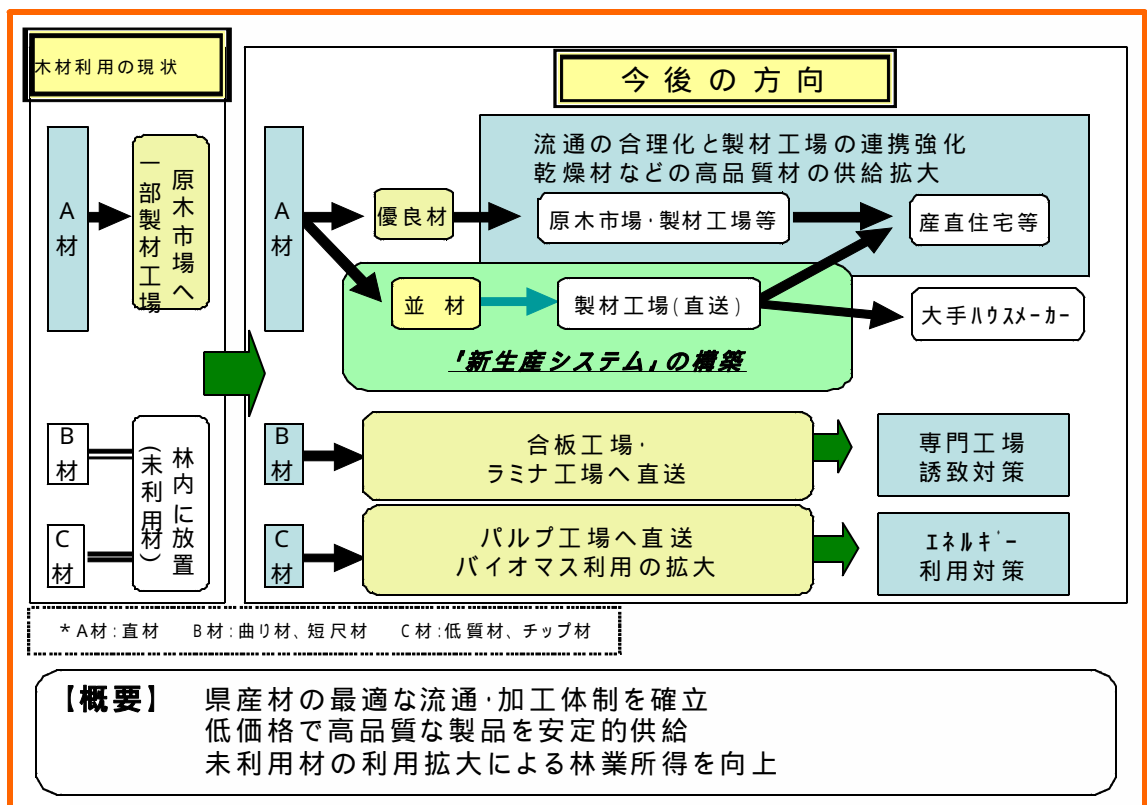 木材利用の現状
A材
原木市場へ
一部製材工場
B材
C材
林内に放置
(未利用材)
今後の方向
流通の合理化と製材工場の連携強化
乾燥材などの高品質材の供給拡大
A材
優良材
原木市場・製材工場等
産直住宅等
並材
製材工場(直送)
大手ハウスメーカー
「新生産システム」の構築
B材
合板工場・
ラミナ工場へ直送
専門工場
誘致対策
C材
パルプ工場へ直送
バイオマス利用の拡大
エネルギー
利用対策
*A材:直材 B材:曲り材、短尺材 C材:低質材、チップ材
【概要】 県産材の最適な流通・加工体制を確立
低価格で高品質な製品を安定的供給
未利用材の利用拡大による林業所得を向上